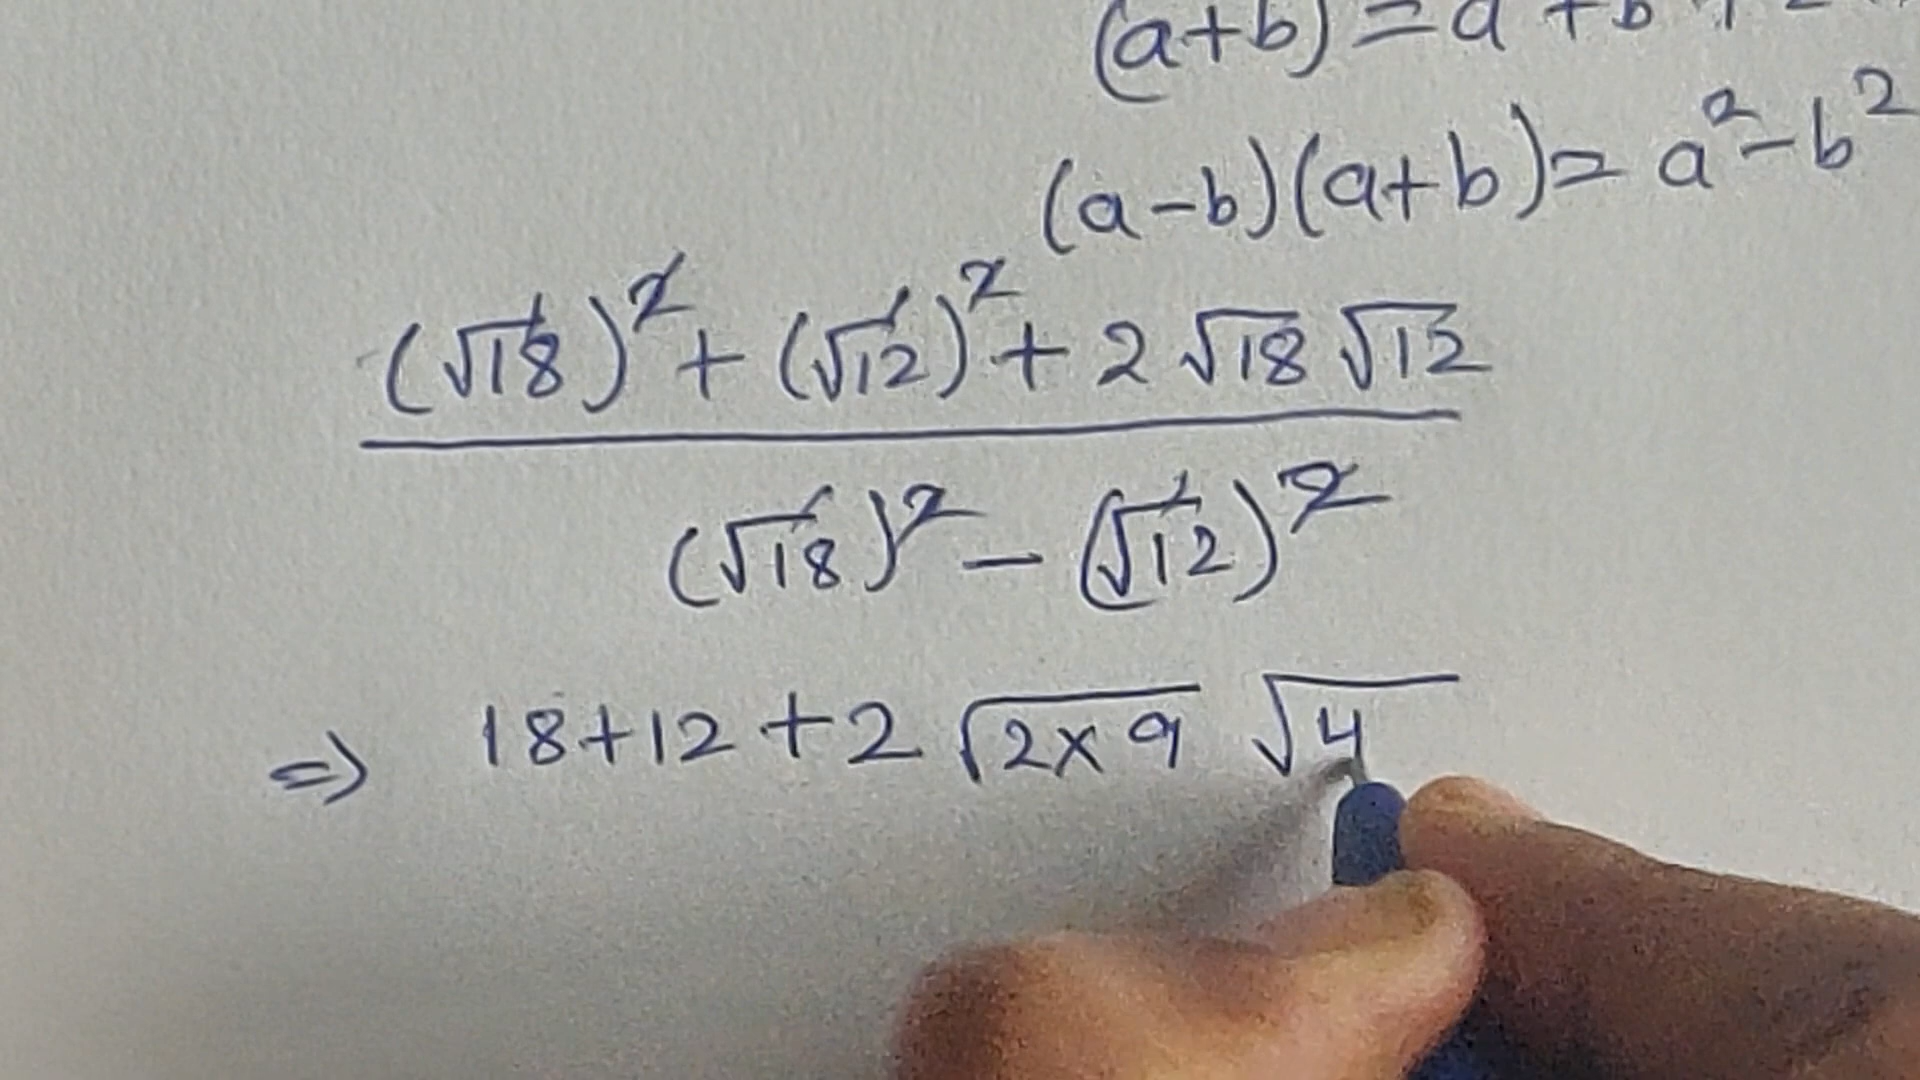 (a+b) = a + b
(a-b)(a+b) = a²-b²
(√18)² + (√12)² + 2 √18 √12
(√18)² - (√12)²
⇒ 18+12 + 2 √2×9 √4